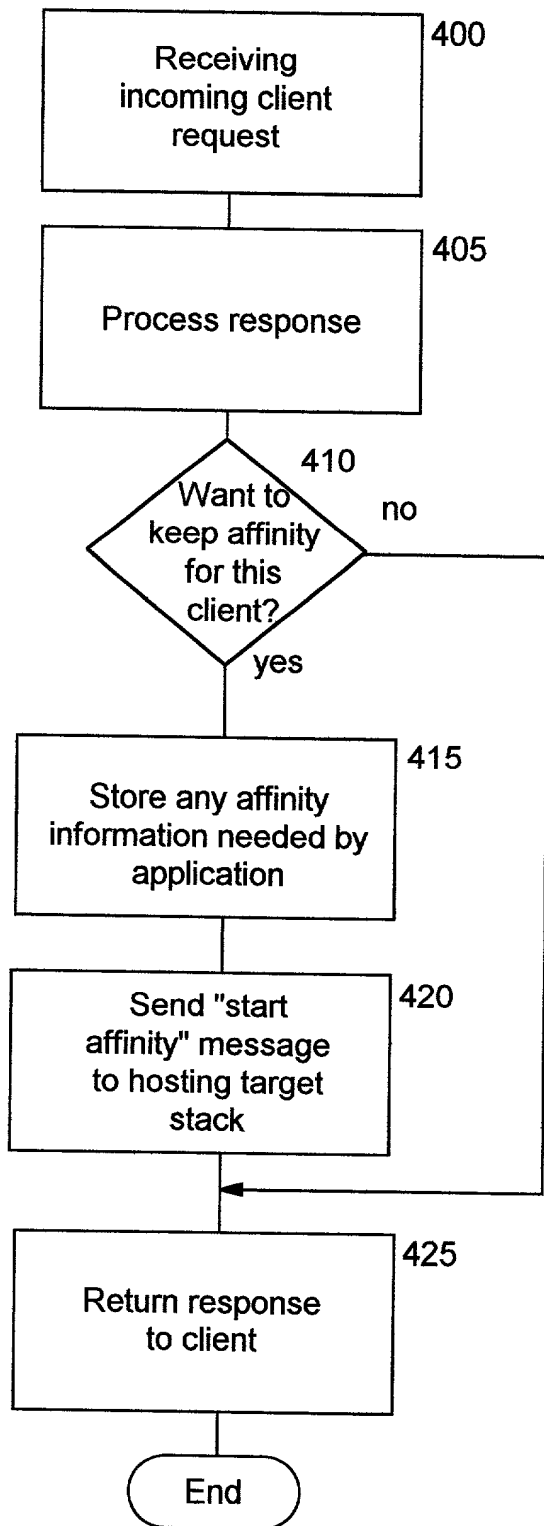 400
Receiving
incoming client
request
405
Process response
410
Want to
keep affinity
for this
client?
no
yes
415
Store any affinity
information needed by
application
420
Send "start
affinity" message
to hosting target
stack
425
Return response
to client
End